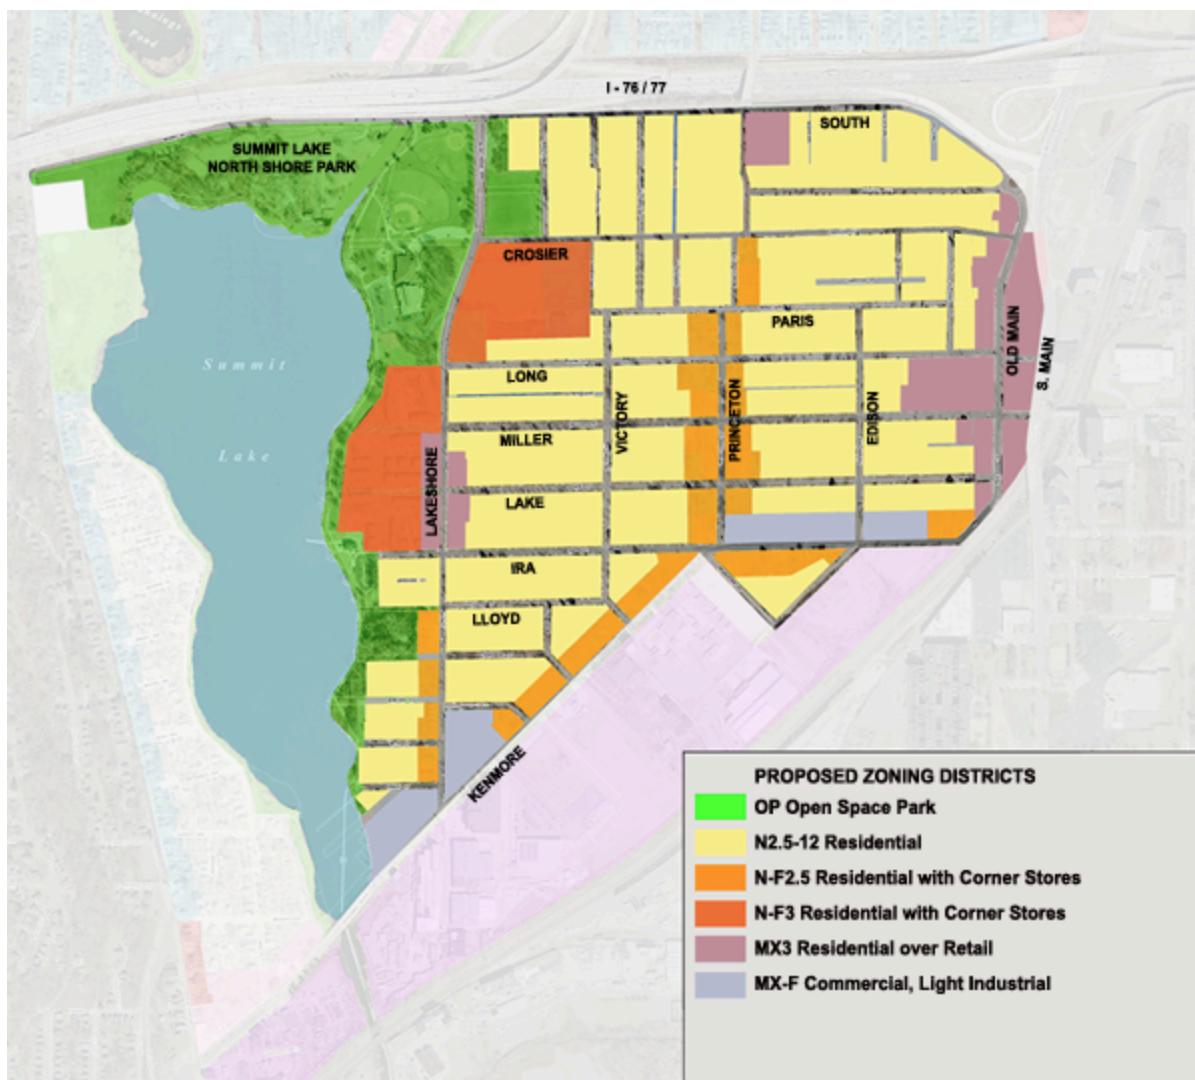 Pond
I - 76 / 77
SOUTH
SUMMIT LAKE
NORTH SHORE PARK
CROSIER
PARIS
OLD MAIN
S. MAIN
Summit
Lake
LONG
VICTORY
PRINCETON
EDISON
MILLER
LAKESHORE
LAKE
IRA
LLOYD
KENMORE
PROPOSED ZONING DISTRICTS
OP Open Space Park
N2.5-12 Residential
N-F2.5 Residential with Corner Stores
N-F3 Residential with Corner Stores
MX3 Residential over Retail
MX-F Commercial, Light Industrial